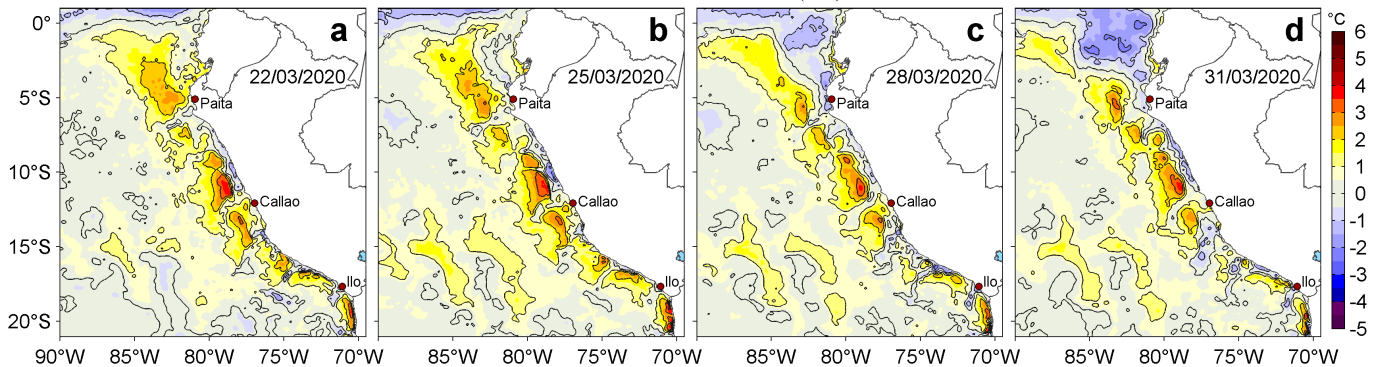 a
b
c
d
°C
22/03/2020
25/03/2020
28/03/2020
31/03/2020
0°
5°S
10°S
15°S
20°S
Paita
Paita
Paita
Paita
Callao
Callao
Callao
Callao
Ilo
Ilo
Ilo
Ilo
90°W 85°W 80°W 75°W 70°W
85°W 80°W 75°W 70°W
85°W 80°W 75°W 70°W
85°W 80°W 75°W 70°W
6
5
4
3
2
1
0
-1
-2
-3
-4
-5